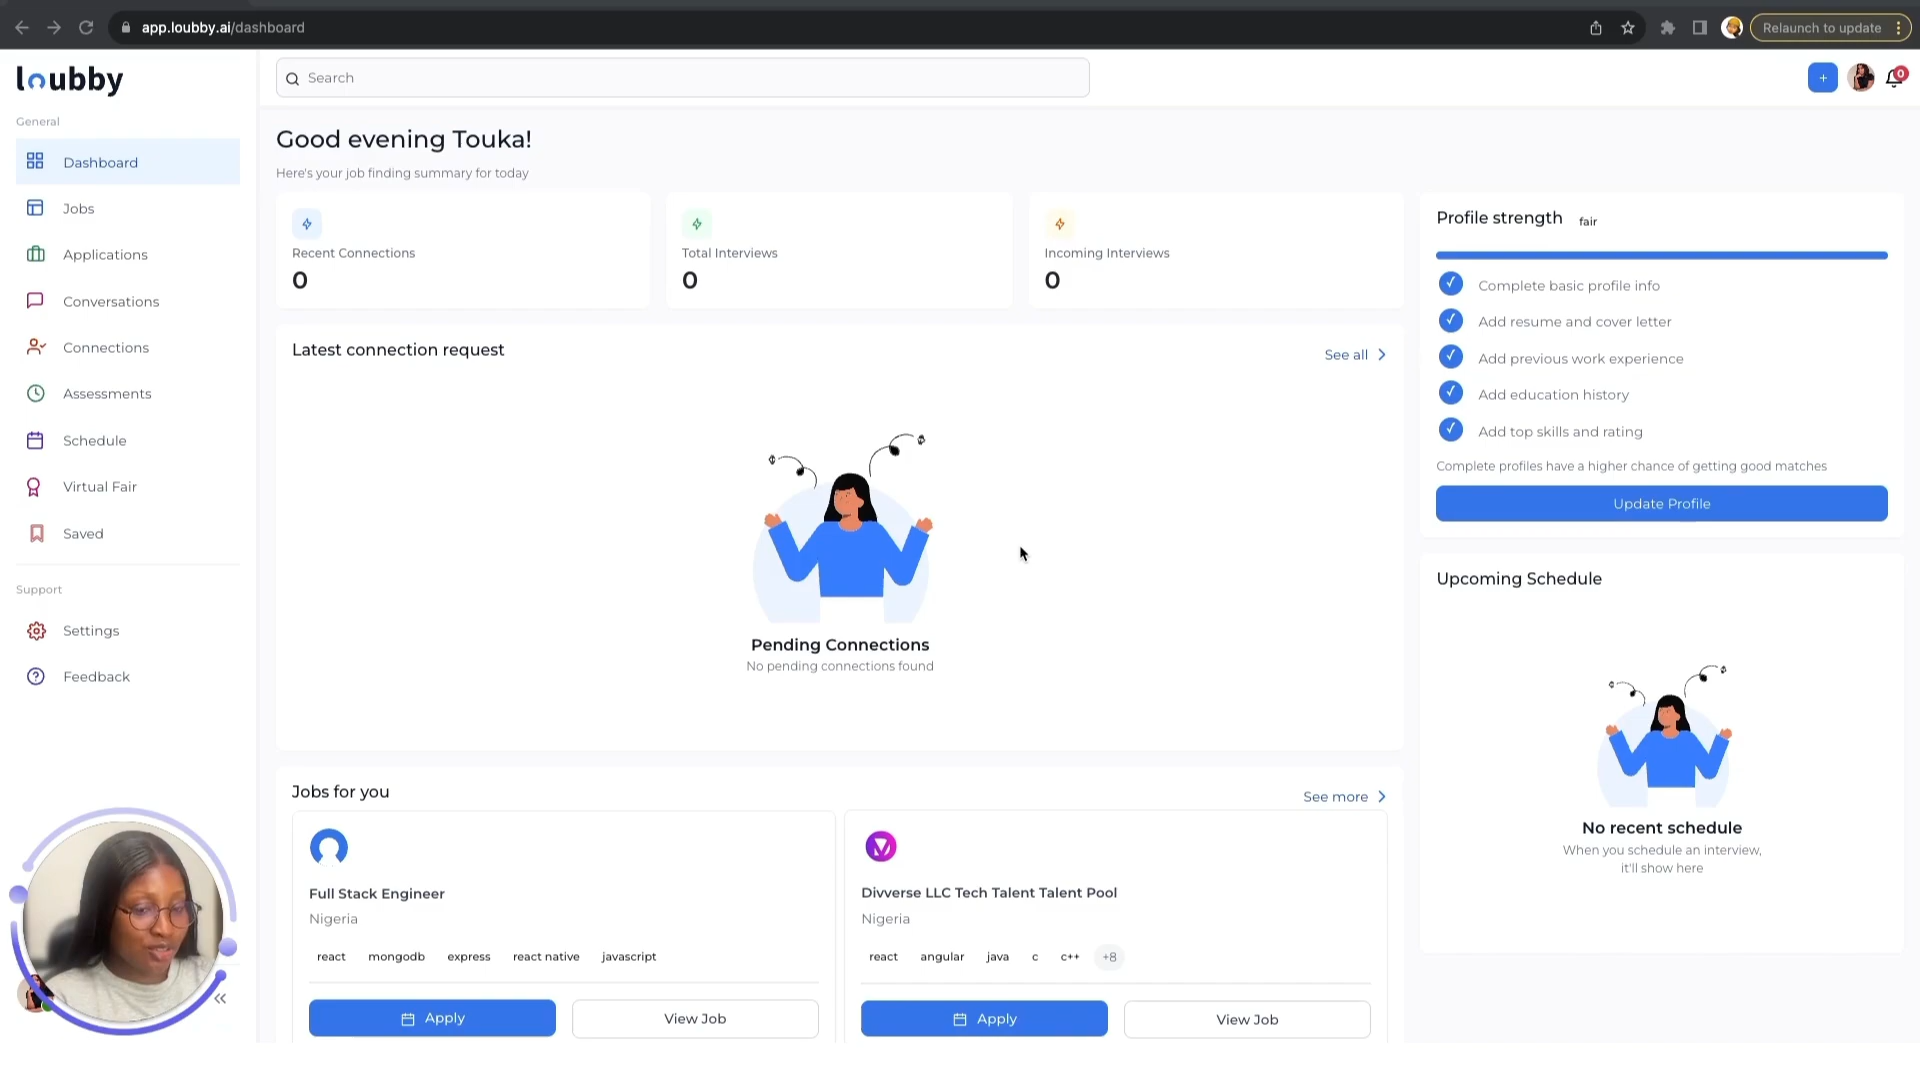 app.loubby.ai/dashboard
Relaunch to update
loubby
Search
+
0
General
Dashboard
Jobs
Applications
Conversations
Connections
Assessments
Schedule
Virtual Fair
Saved
Support
Settings
Feedback
Good evening Touka!
Here's your job finding summary for today
Recent Connections
0
Total Interviews
0
Incoming Interviews
0
Latest connection request
See all
Pending Connections
No pending connections found
Jobs for you
See more
Full Stack Engineer
Nigeria
react mongodb express react native javascript
Apply View Job
Divverse LLC Tech Talent Talent Pool
Nigeria
react angular java c c++ +8
Apply View Job
Profile strength fair
Complete basic profile info
Add resume and cover letter
Add previous work experience
Add education history
Add top skills and rating
Complete profiles have a higher chance of getting good matches
Update Profile
Upcoming Schedule
No recent schedule
When you schedule an interview,
it'll show here